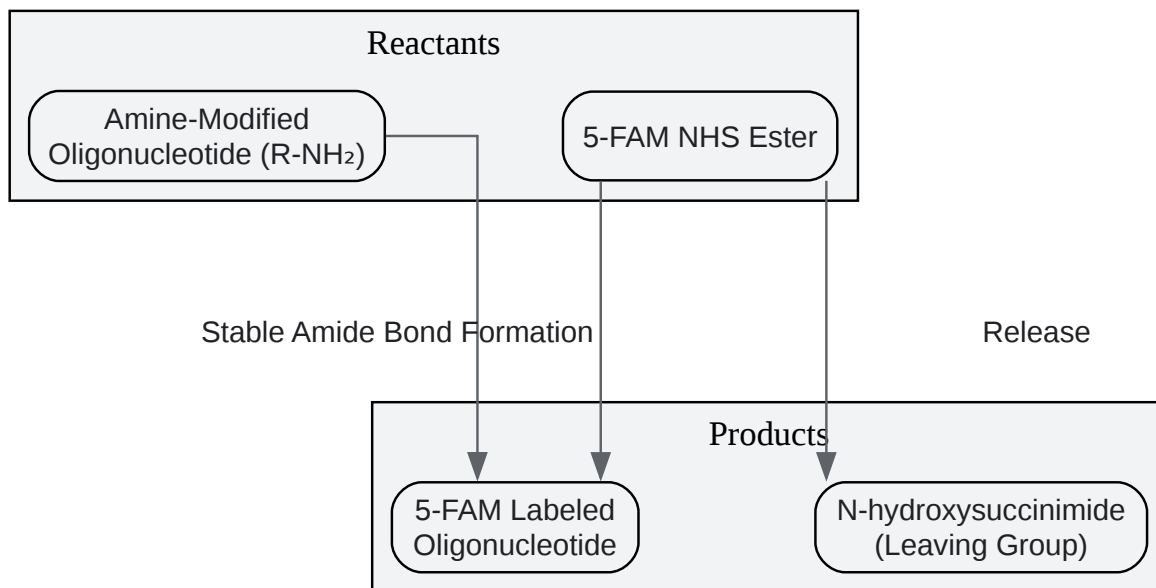 Reactants
Amine-Modified
Oligonucleotide (R-NH₂)
5-FAM NHS Ester
Stable Amide Bond Formation
Release
Products
5-FAM Labeled
Oligonucleotide
N-hydroxysuccinimide
(Leaving Group)